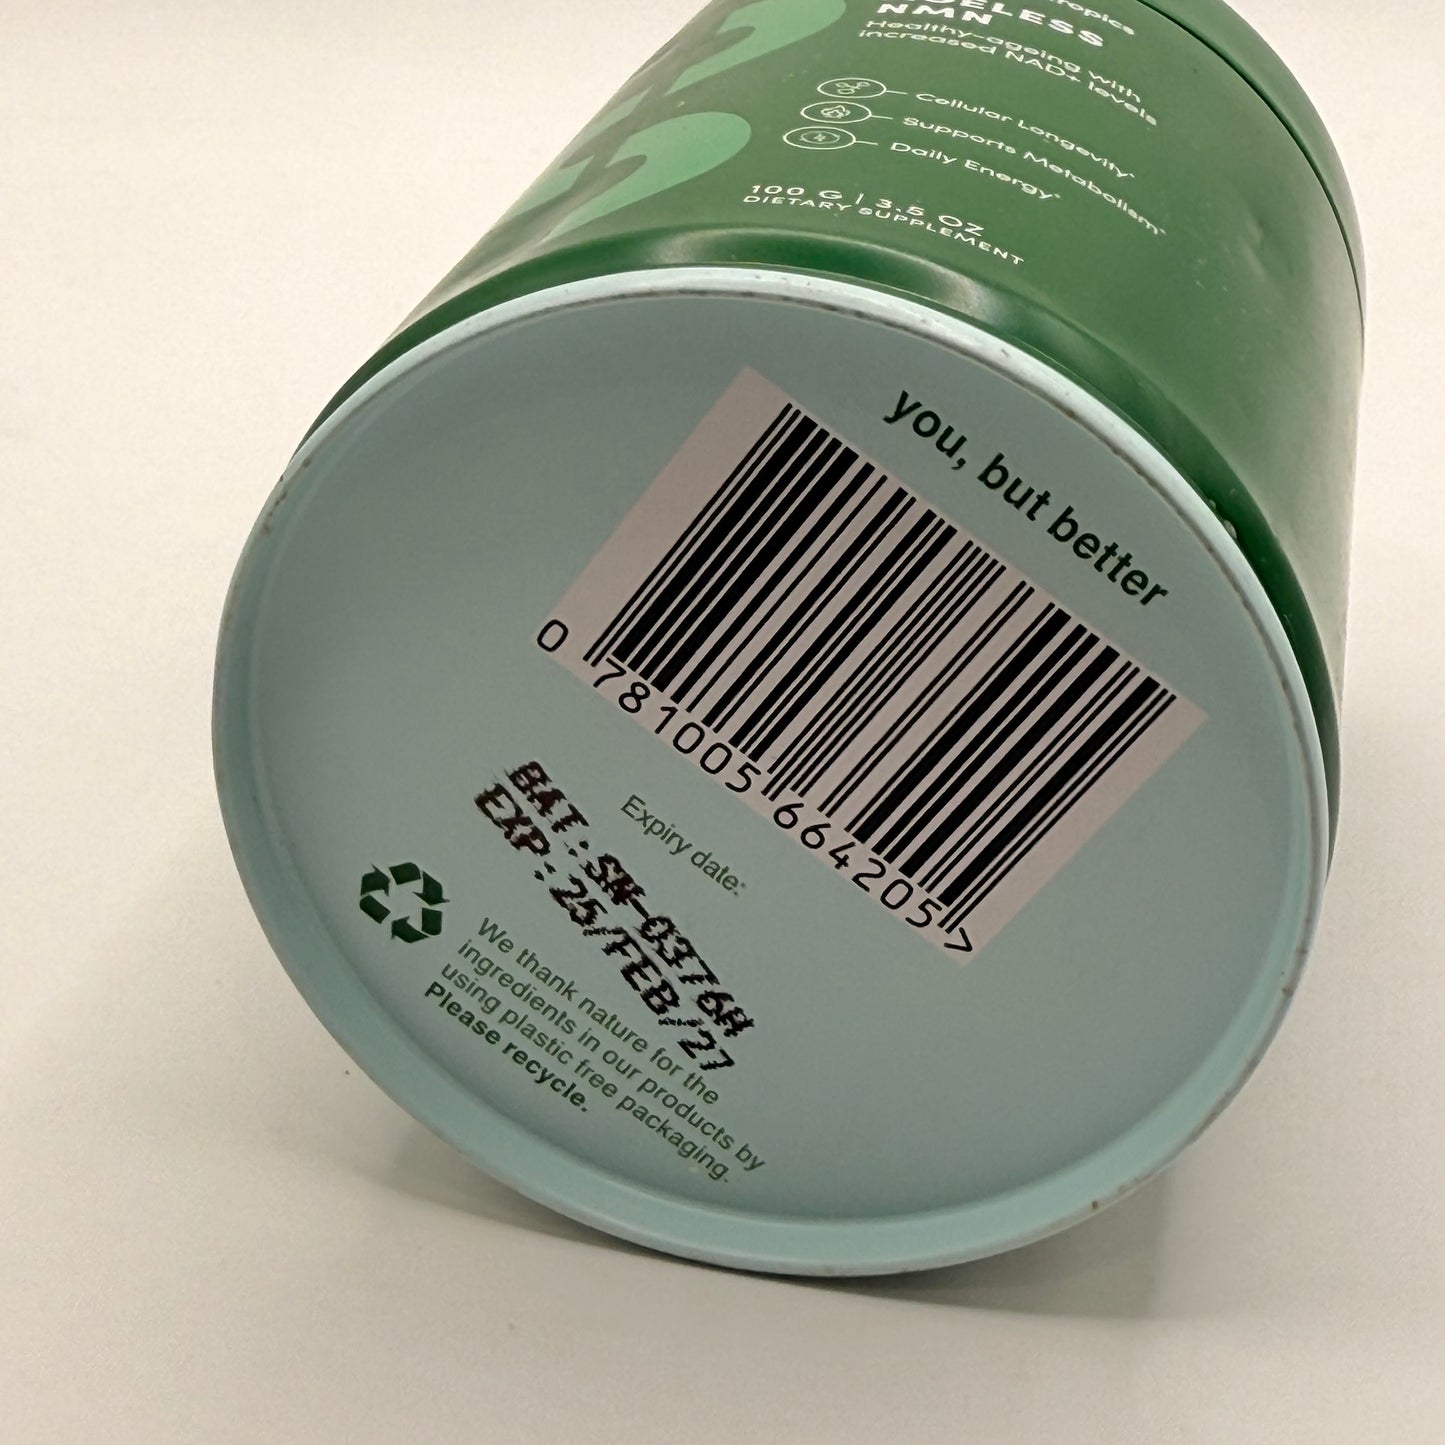 NMN
Healthy-ageing with
increased NAD+ levels
Cellular Longevity*
Supports Metabolism*
Daily Energy*
100 G | 3.5 OZ
DIETARY SUPPLEMENT
you, but better
0 781005 664205 >
Expiry date:
BAT:SN-0376H
EXP:25/FEB/27
We thank nature for the
ingredients in our products by
using plastic free packaging.
Please recycle.